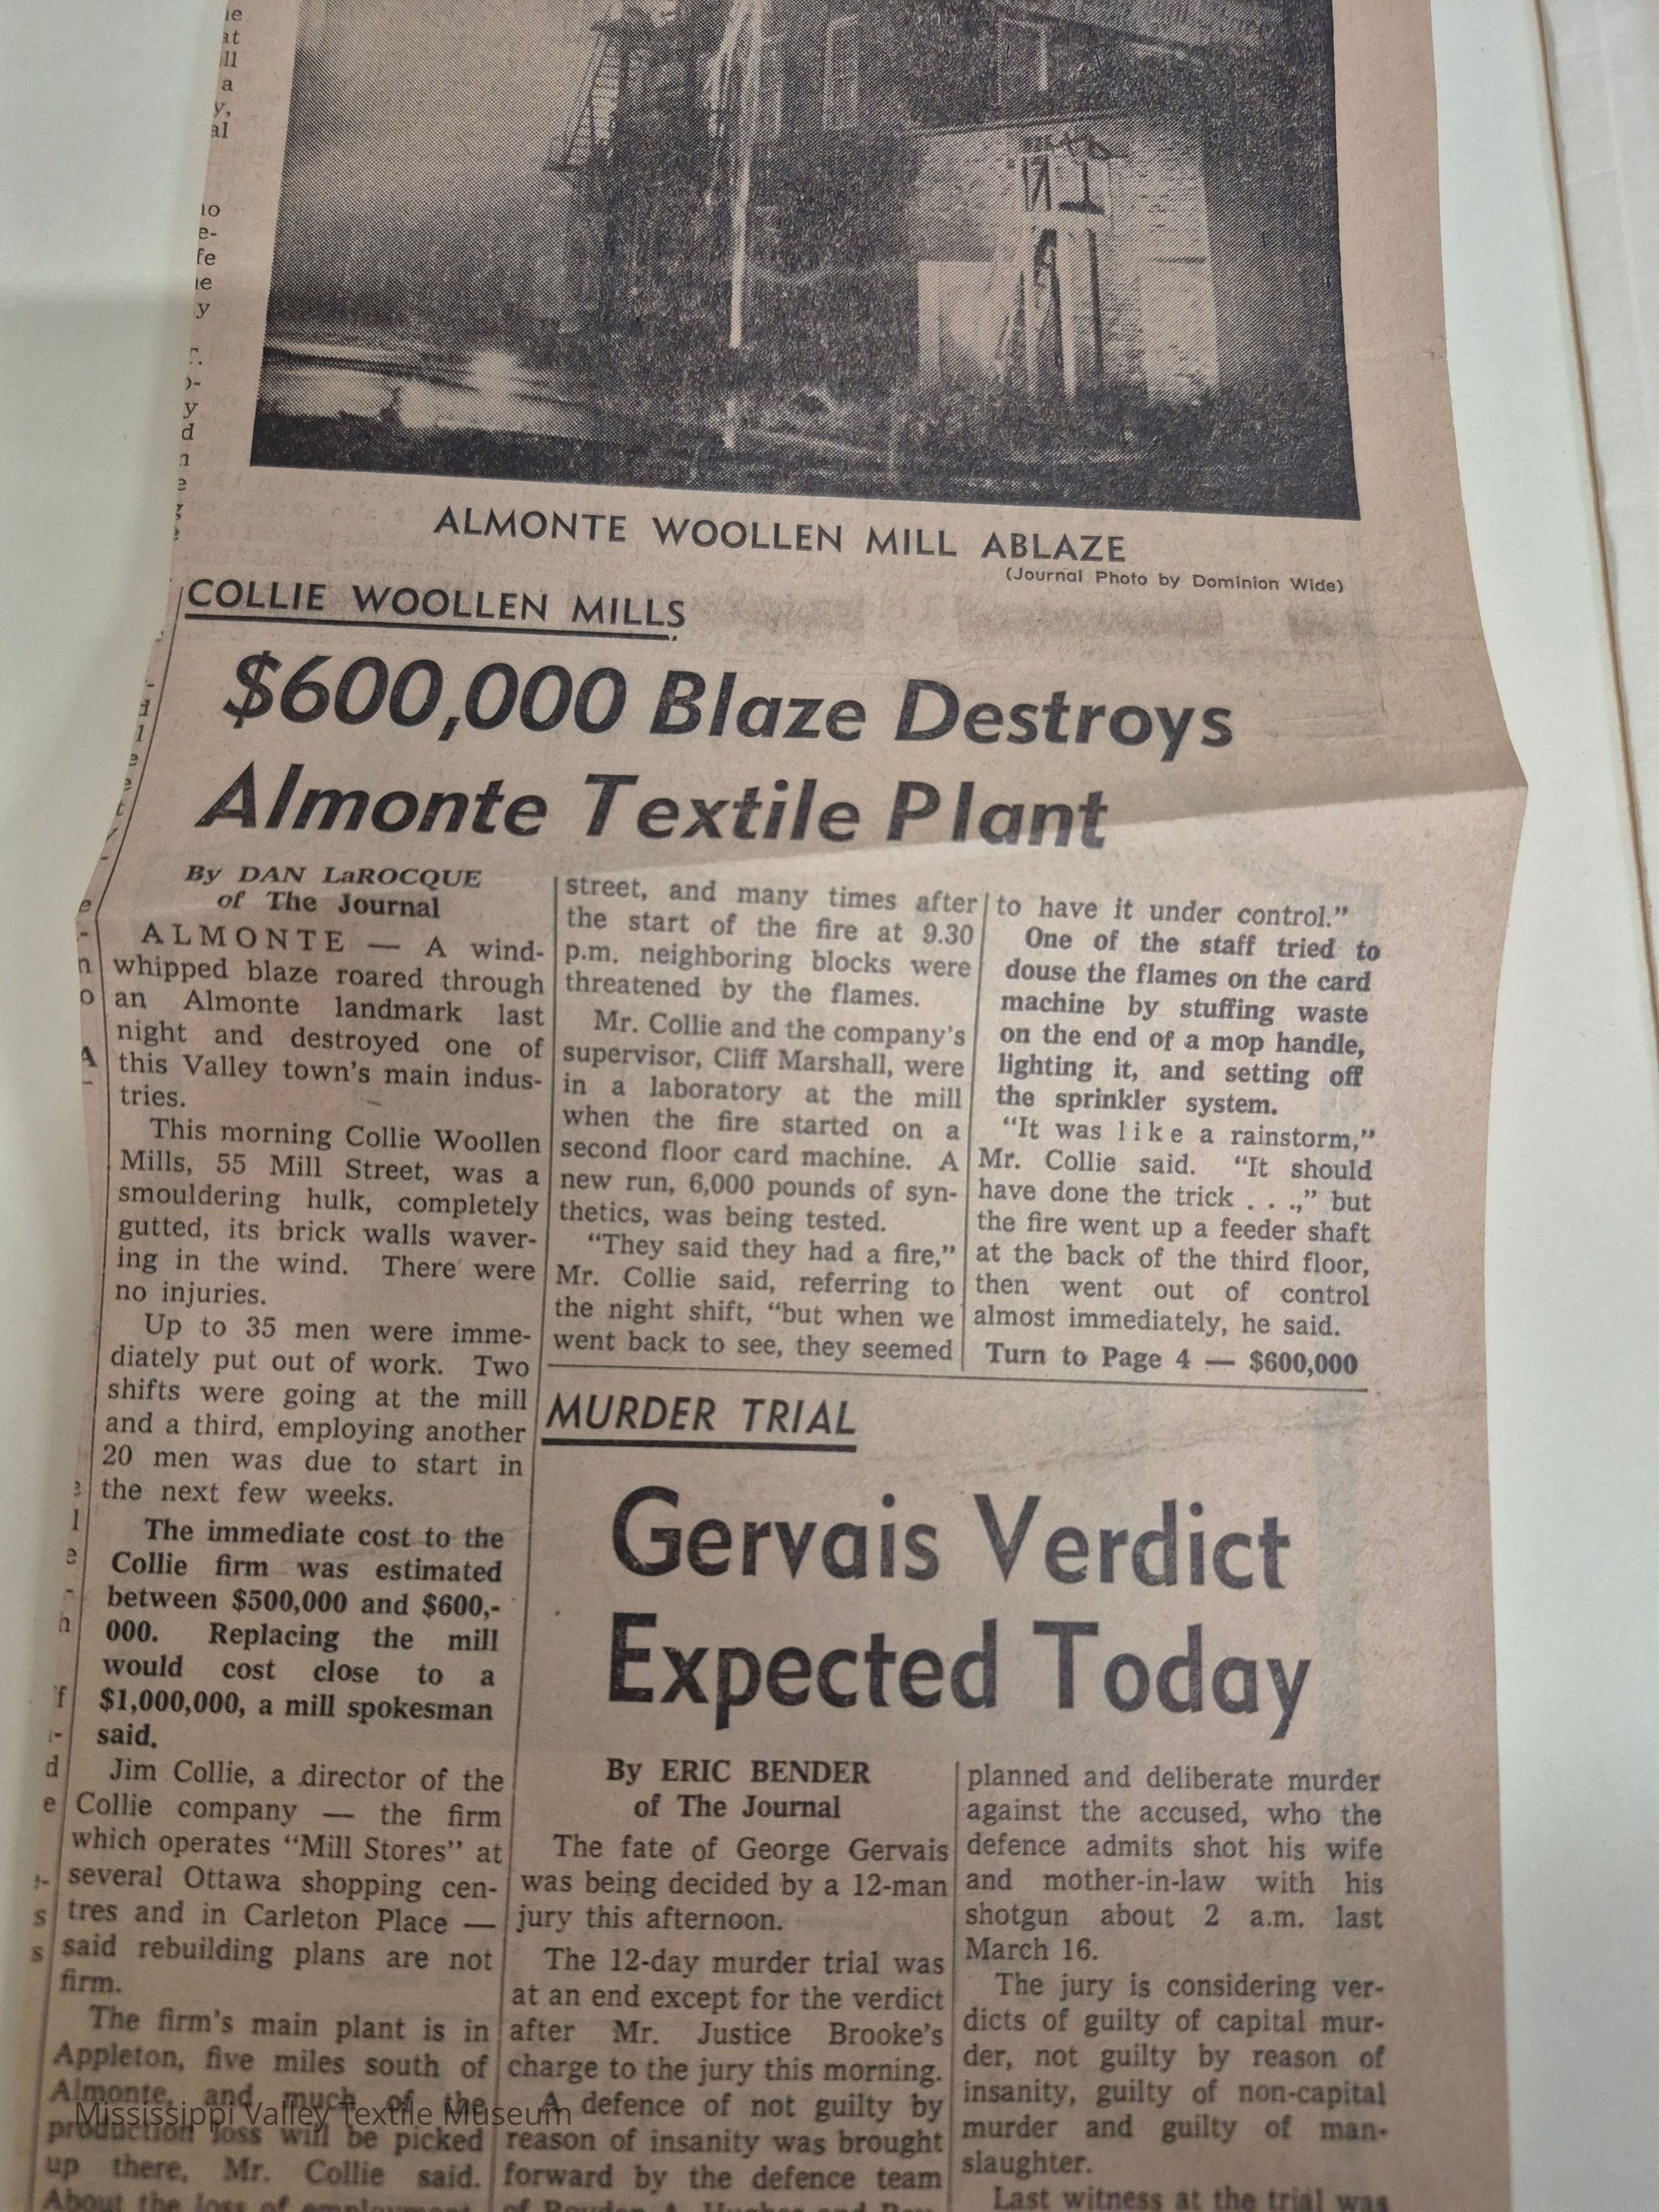 ALMONTE WOOLLEN MILL ABLAZE
(Journal Photo by Dominion Wide)
COLLIE WOOLLEN MILLS
$600,000 Blaze Destroys
Almonte Textile Plant
By DAN LaROCQUE
of The Journal
ALMONTE — A wind-
whipped blaze roared through
an Almonte landmark last
night and destroyed one of
this Valley town's main indus-
tries.
This morning Collie Woollen
Mills, 55 Mill Street, was a
smouldering hulk, completely
gutted, its brick walls waver-
ing in the wind. There were
no injuries.
Up to 35 men were imme-
diately put out of work. Two
shifts were going at the mill
and a third, employing another
20 men was due to start in
the next few weeks.
The immediate cost to the
Collie firm was estimated
between $500,000 and $600,-
000. Replacing the mill
would cost close to a
$1,000,000, a mill spokesman
said.
Jim Collie, a director of the
Collie company — the firm
which operates "Mill Stores" at
several Ottawa shopping cen-
tres and in Carleton Place —
said rebuilding plans are not
firm.
The firm's main plant is in
Appleton, five miles south of
Almonte, and much of the
production loss will be picked
up there, Mr. Collie said.
About the loss of employment,
street, and many times after
the start of the fire at 9.30
p.m. neighboring blocks were
threatened by the flames.
Mr. Collie and the company's
supervisor, Cliff Marshall, were
in a laboratory at the mill
when the fire started on a
second floor card machine. A
new run, 6,000 pounds of syn-
thetics, was being tested.
"They said they had a fire,"
Mr. Collie said, referring to
the night shift, "but when we
went back to see, they seemed
to have it under control."
One of the staff tried to
douse the flames on the card
machine by stuffing waste
on the end of a mop handle,
lighting it, and setting off
the sprinkler system.
"It was like a rainstorm,"
Mr. Collie said. "It should
have done the trick . . .," but
the fire went up a feeder shaft
at the back of the third floor,
then went out of control
almost immediately, he said.
Turn to Page 4 — $600,000
MURDER TRIAL
Gervais Verdict
Expected Today
By ERIC BENDER
of The Journal
The fate of George Gervais
was being decided by a 12-man
jury this afternoon.
The 12-day murder trial was
at an end except for the verdict
after Mr. Justice Brooke's
charge to the jury this morning.
A defence of not guilty by
reason of insanity was brought
forward by the defence team
planned and deliberate murder
against the accused, who the
defence admits shot his wife
and mother-in-law with his
shotgun about 2 a.m. last
March 16.
The jury is considering ver-
dicts of guilty of capital mur-
der, not guilty by reason of
insanity, guilty of non-capital
murder and guilty of man-
slaughter.
Last witness at the trial was
Mississippi Valley Textile Museum